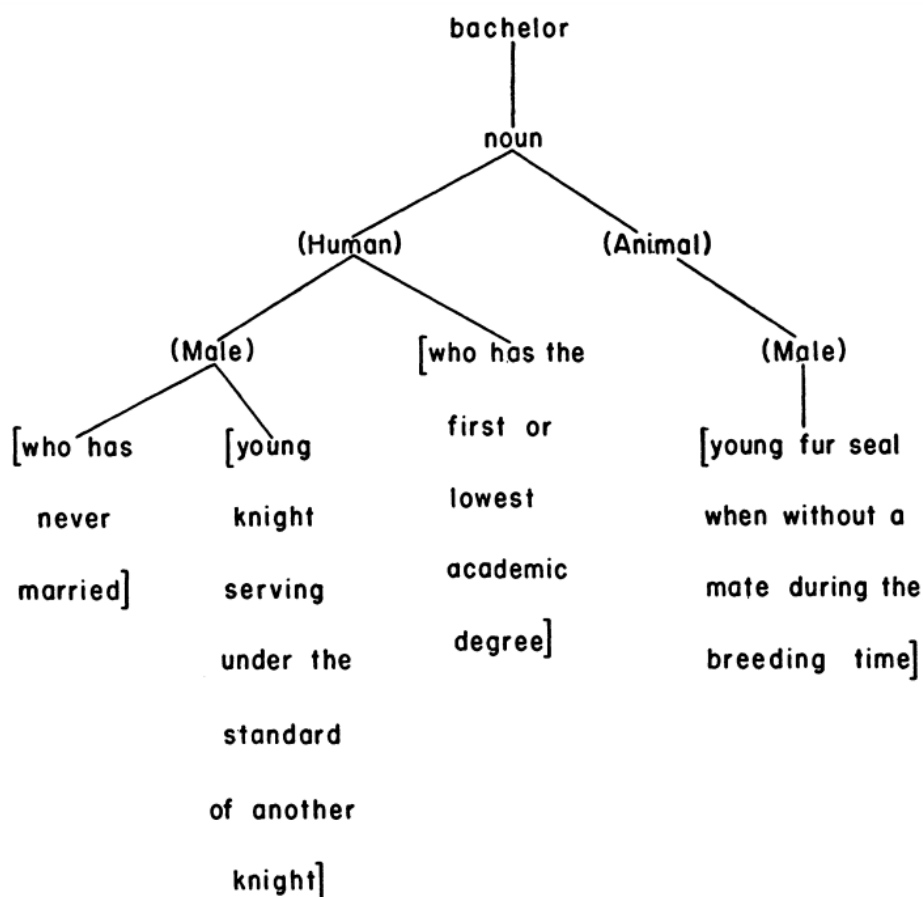 bachelor
noun
(Human)
(Animal)
(Male)
[who has the
first or
lowest
academic
degree]
(Male)
[who has
never
married]
[young
knight
serving
under the
standard
of another
knight]
[young fur seal
when without a
mate during the
breeding time]